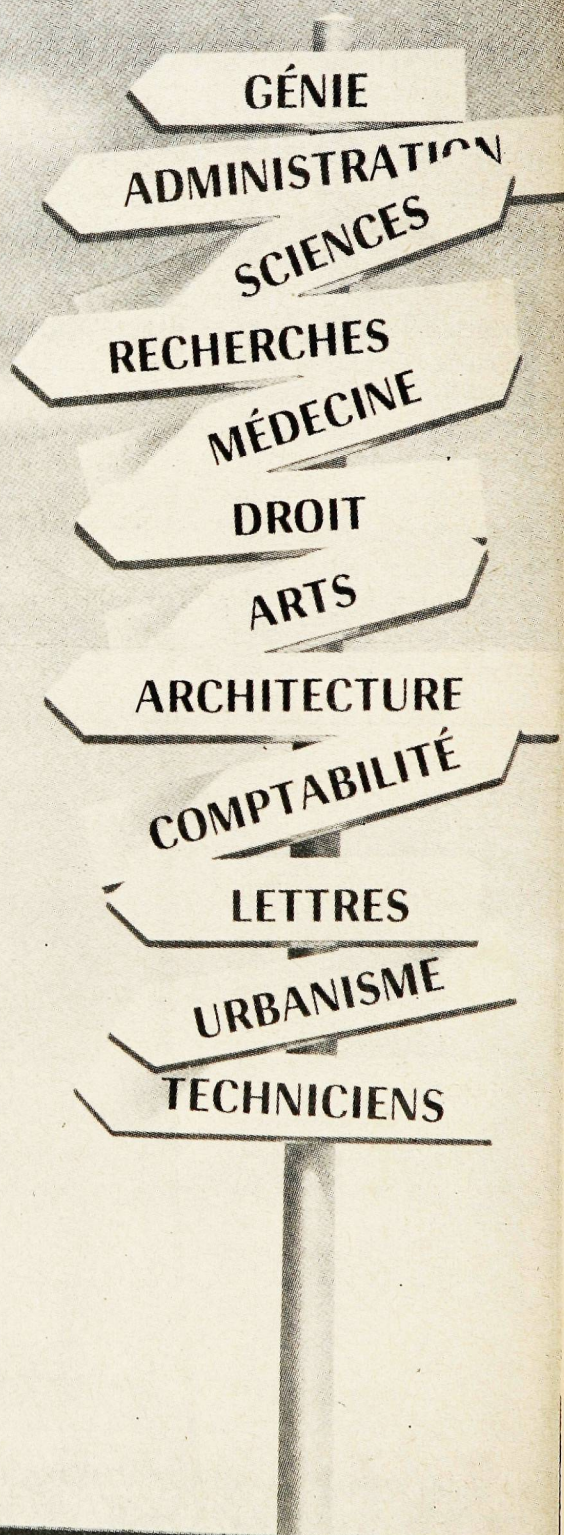 GÉNIE
ADMINISTRATION
SCIENCES
RECHERCHES
MÉDECINE
DROIT
ARTS
ARCHITECTURE
COMPTABILITÉ
LETTRES
URBANISME
TECHNICIENS